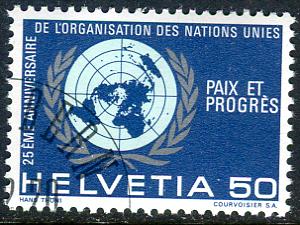 25ÈME ANNIVERSAIRE
DE L'ORGANISATION DES NATIONS UNIES
PAIX ET
PROGRÈS
HELVETIA 50
HANS THÖNI
COURVOISIER S.A.